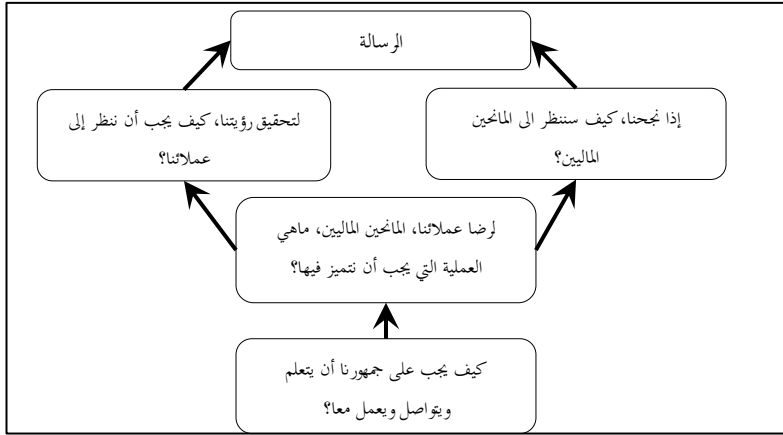 الرسالة
إذا نجحنا، كيف سننظر الى المانحين
الماليين؟
لتحقيق رؤيتنا، كيف يجب أن ننظر إلى
عملائنا؟
لرضا عملائنا، المانحين الماليين، ماهي
العملية التي يجب أن نتميز فيها؟
كيف يجب على جمهورنا أن يتعلم
ويتواصل ويعمل معا؟